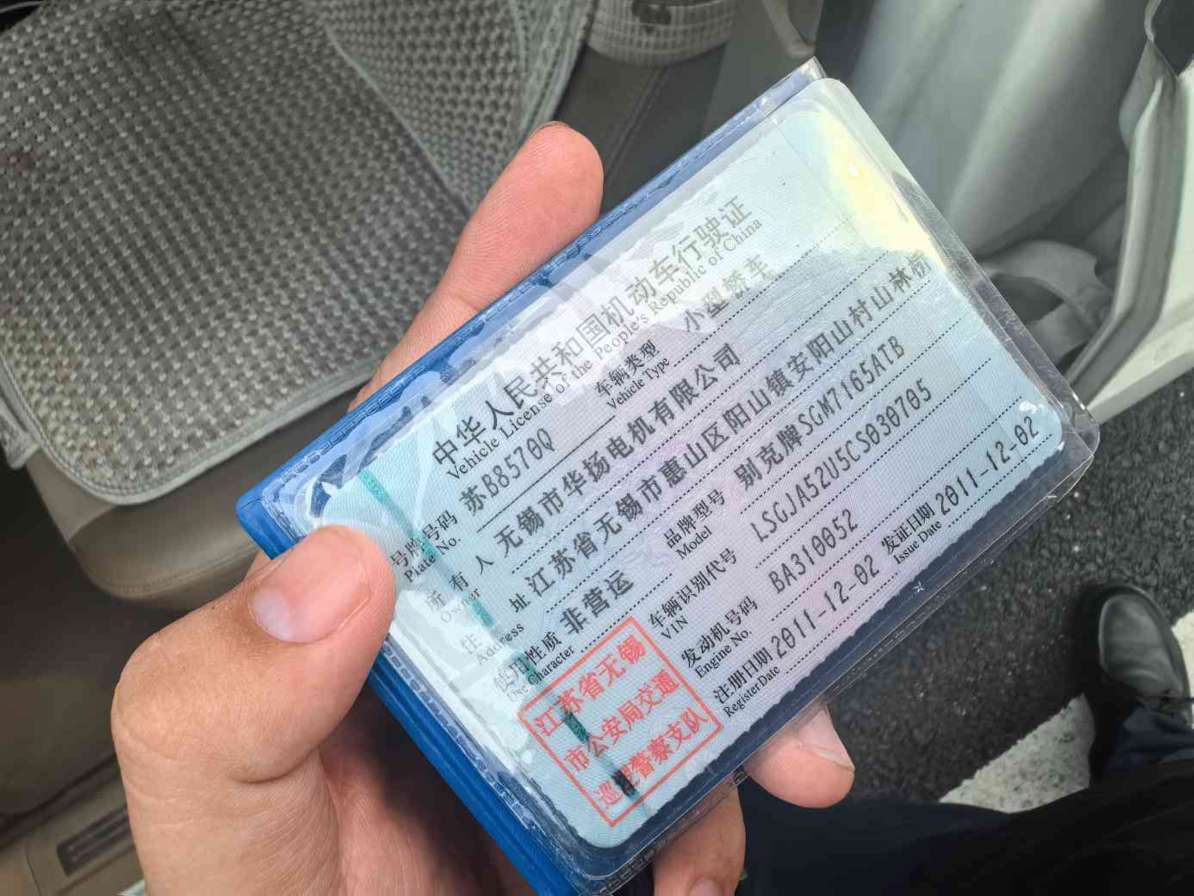 中华人民共和国机动车行驶证
Vehicle License of the People's Republic of China
号牌号码 苏B8570Q 车辆类型 小型轿车
Plate No. Vehicle Type
所有人 无锡市华扬电机有限公司
Owner
住址 江苏省无锡市惠山区阳山镇安阳山村山林街
Address
使用性质 非营运 品牌型号 别克牌SGM7165ATB
Use Character Model
车辆识别代号 LSGJA52U5CS030705
VIN
发动机号码 BA310052
Engine No.
注册日期 2011-12-02 发证日期 2011-12-02
Register Date Issue Date
江苏省无锡
市公安局交通
巡逻警察支队